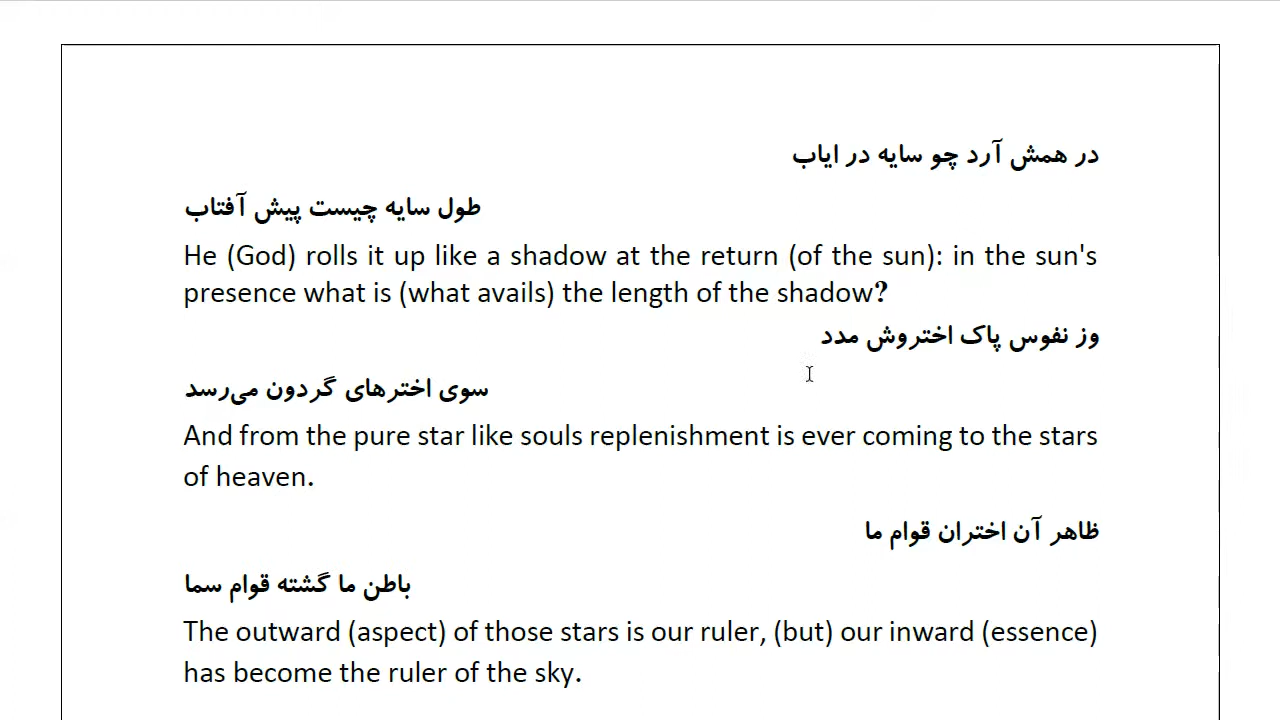 در همش آرد چو سایه در ایاب
طول سایه چیست پیش آفتاب
He (God) rolls it up like a shadow at the return (of the sun): in the sun's
presence what is (what avails) the length of the shadow?
وز نفوس پاک اختروش مدد
سوی اخترهای گردون می‌رسد
And from the pure star like souls replenishment is ever coming to the stars
of heaven.
ظاهر آن اختران قوام ما
باطن ما گشته قوام سما
The outward (aspect) of those stars is our ruler, (but) our inward (essence)
has become the ruler of the sky.